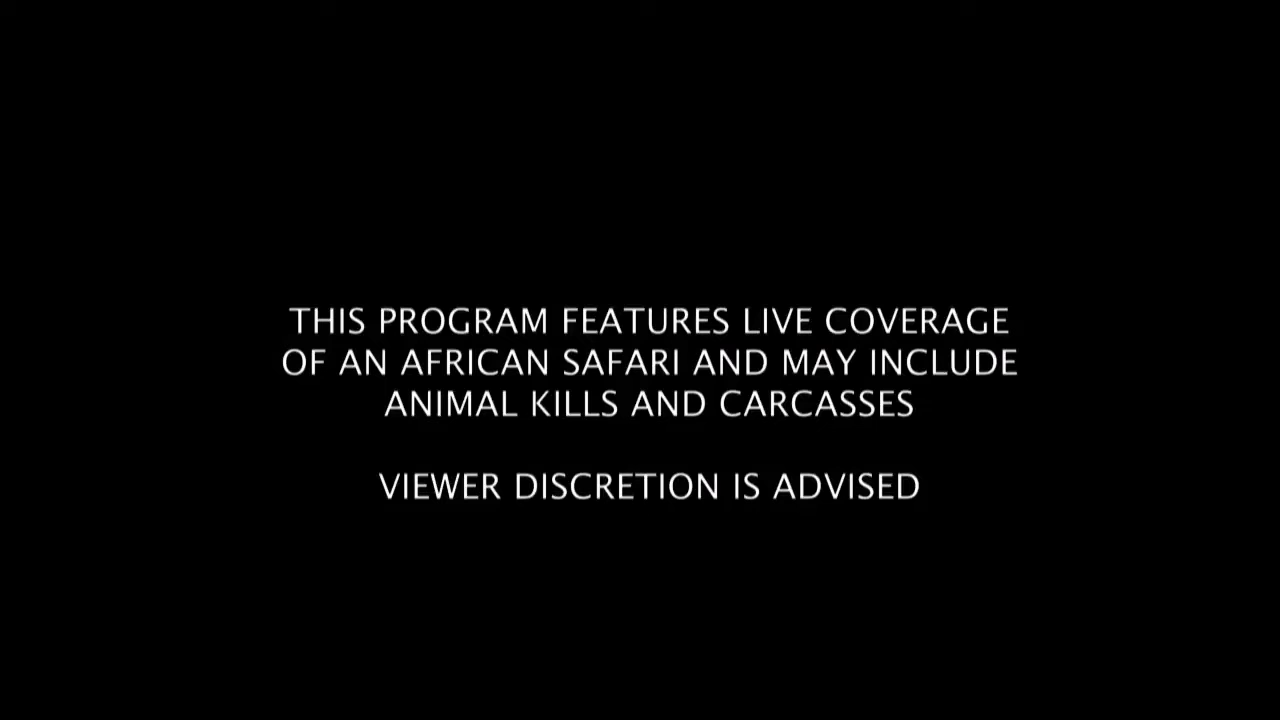 THIS PROGRAM FEATURES LIVE COVERAGE
OF AN AFRICAN SAFARI AND MAY INCLUDE
ANIMAL KILLS AND CARCASSES
VIEWER DISCRETION IS ADVISED